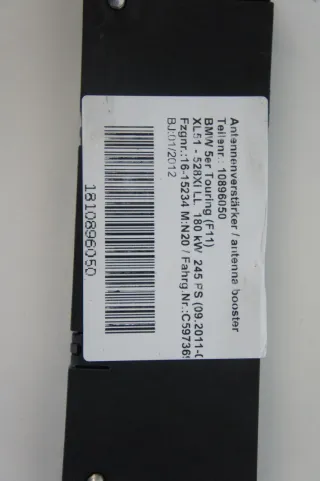 Antennenverstärker / antenna booster
Teilenr.: 10896050
BMW 5er Touring (F11)
XL51 - 528Xi LL 180 kW 245 PS (09.2011-0
Fzgnr.:16-15234 M:N20 / Fahrg.Nr.:C59736
BJ:01/2012
1810896050